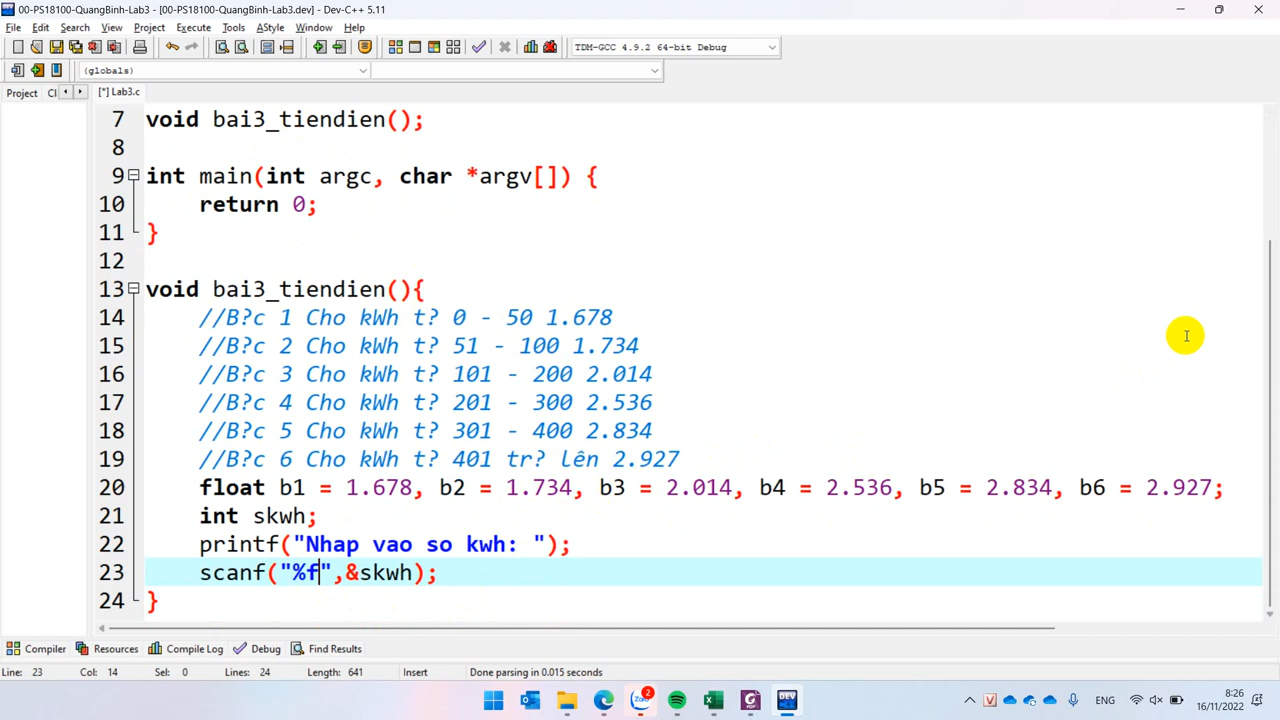 00-PS18100-QuangBinh-Lab3 - [00-PS18100-QuangBinh-Lab3.dev] - Dev-C++ 5.11
File Edit Search View Project Execute Tools AStyle Window Help
TDM-GCC 4.9.2 64-bit Debug
(globals)
Project Cl [*] Lab3.c
7 void bai3_tiendien();
8
9 int main(int argc, char *argv[]) {
10 return 0;
11 }
12
13 void bai3_tiendien(){
14 //B?c 1 Cho kWh t? 0 - 50 1.678
15 //B?c 2 Cho kWh t? 51 - 100 1.734
16 //B?c 3 Cho kWh t? 101 - 200 2.014
17 //B?c 4 Cho kWh t? 201 - 300 2.536
18 //B?c 5 Cho kWh t? 301 - 400 2.834
19 //B?c 6 Cho kWh t? 401 tr? lên 2.927
20 float b1 = 1.678, b2 = 1.734, b3 = 2.014, b4 = 2.536, b5 = 2.834, b6 = 2.927;
21 int skwh;
22 printf("Nhap vao so kwh: ");
23 scanf("%f",&skwh);
24 }
Compiler Resources Compile Log Debug Find Results
Line: 23 Col: 14 Sel: 0 Lines: 24 Length: 641 Insert Done parsing in 0.015 seconds
Zalo 2 DEV ENG 8:26
16/11/2022